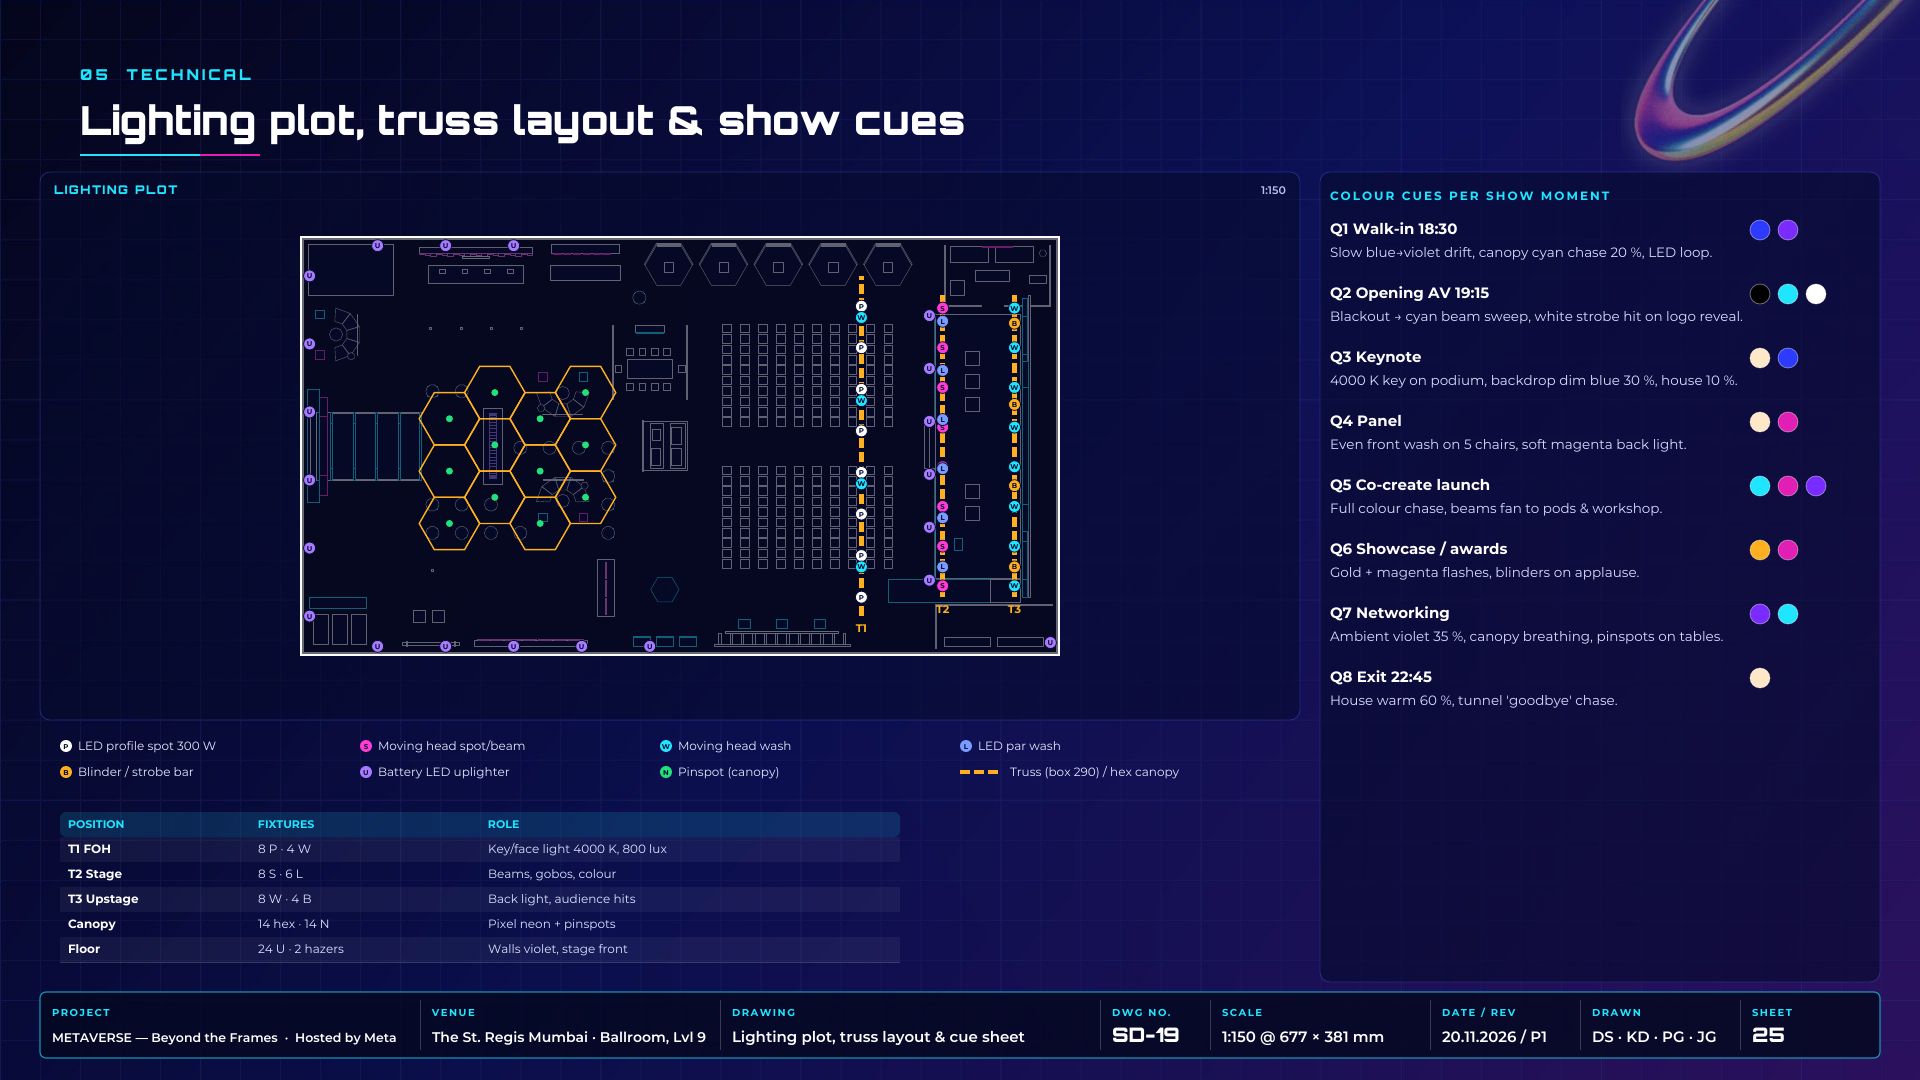 05 TECHNICAL
Lighting plot, truss layout & show cues
LIGHTING PLOT
1:150
T1
T2
T3
P LED profile spot 300 W
S Moving head spot/beam
W Moving head wash
L LED par wash
B Blinder / strobe bar
U Battery LED uplighter
N Pinspot (canopy)
Truss (box 290) / hex canopy
POSITION FIXTURES ROLE
T1 FOH 8 P · 4 W Key/face light 4000 K, 800 lux
T2 Stage 8 S · 6 L Beams, gobos, colour
T3 Upstage 8 W · 4 B Back light, audience hits
Canopy 14 hex · 14 N Pixel neon + pinspots
Floor 24 U · 2 hazers Walls violet, stage front
COLOUR CUES PER SHOW MOMENT
Q1 Walk-in 18:30
Slow blue→violet drift, canopy cyan chase 20 %, LED loop.
Q2 Opening AV 19:15
Blackout → cyan beam sweep, white strobe hit on logo reveal.
Q3 Keynote
4000 K key on podium, backdrop dim blue 30 %, house 10 %.
Q4 Panel
Even front wash on 5 chairs, soft magenta back light.
Q5 Co-create launch
Full colour chase, beams fan to pods & workshop.
Q6 Showcase / awards
Gold + magenta flashes, blinders on applause.
Q7 Networking
Ambient violet 35 %, canopy breathing, pinspots on tables.
Q8 Exit 22:45
House warm 60 %, tunnel 'goodbye' chase.
PROJECT
METAVERSE — Beyond the Frames · Hosted by Meta
VENUE
The St. Regis Mumbai · Ballroom, Lvl 9
DRAWING
Lighting plot, truss layout & cue sheet
DWG NO.
SD-19
SCALE
1:150 @ 677 × 381 mm
DATE / REV
20.11.2026 / P1
DRAWN
DS · KD · PG · JG
SHEET
25